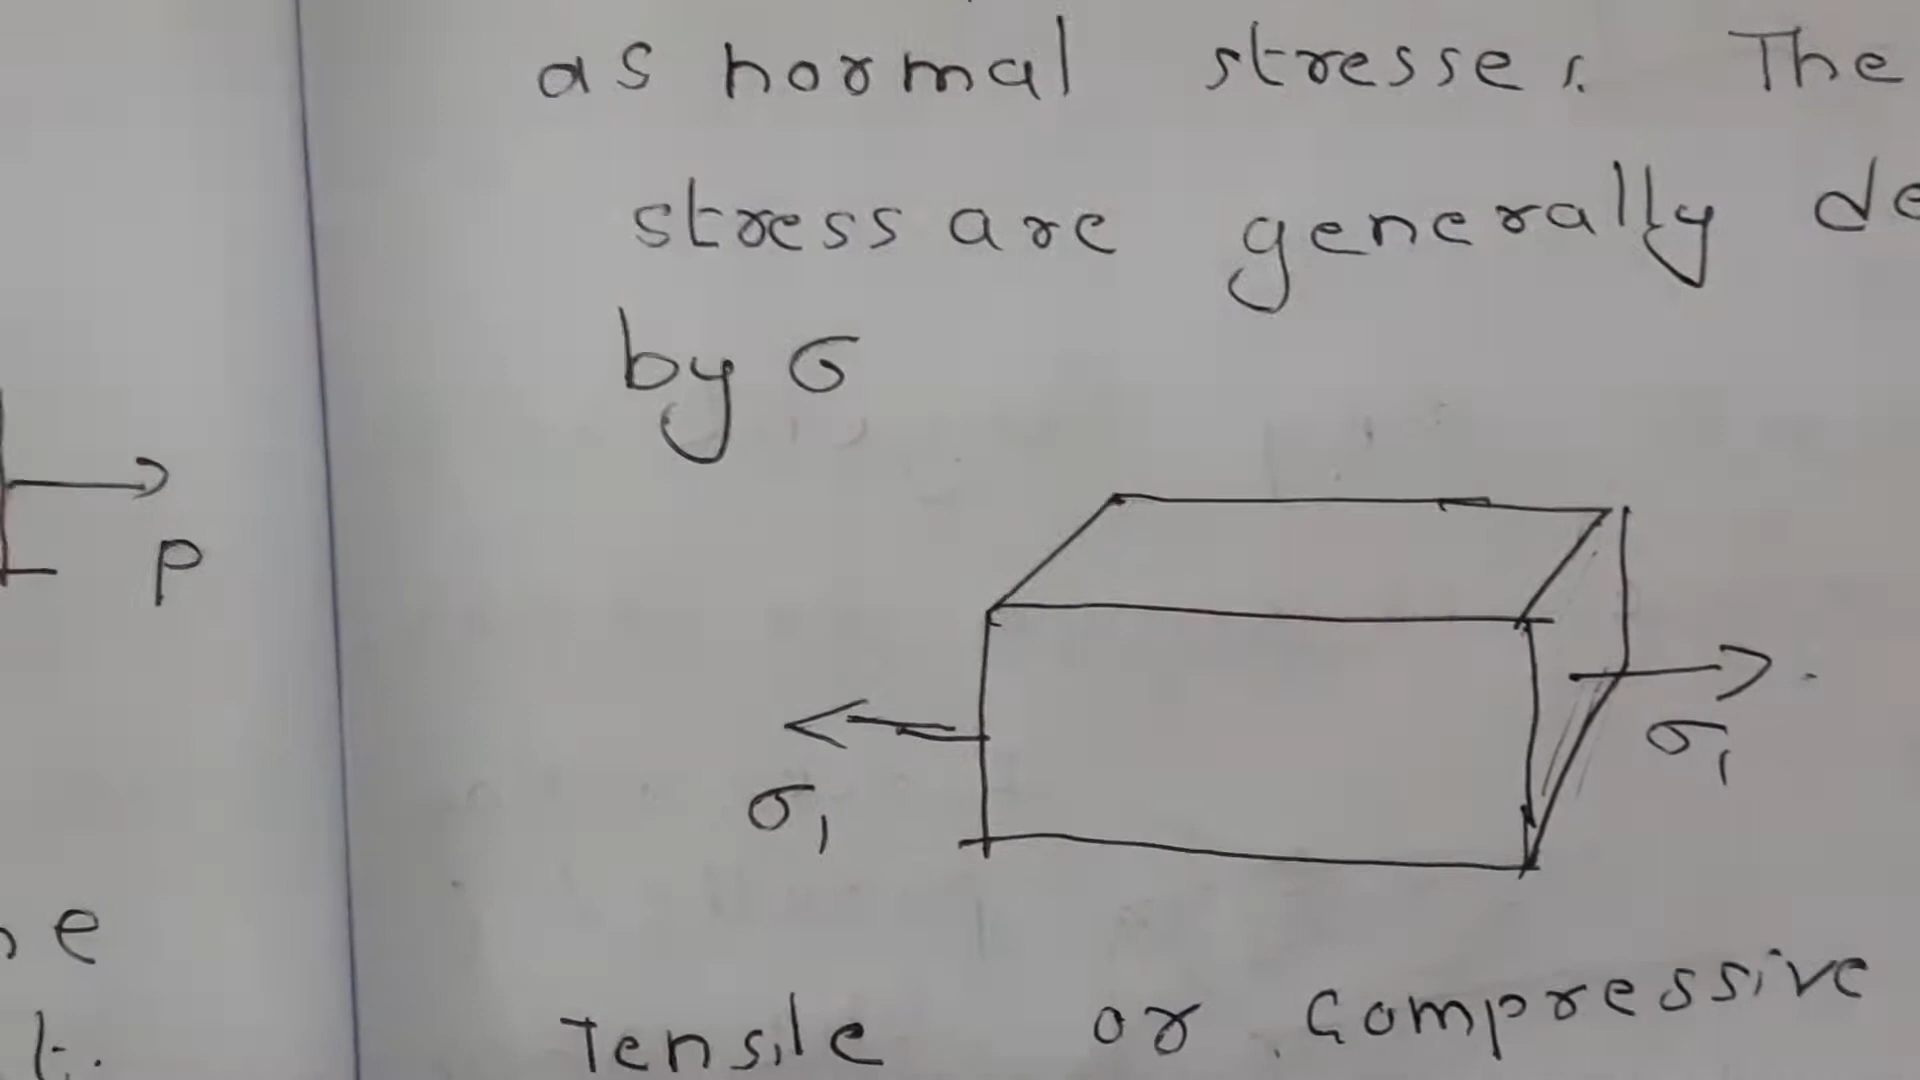 as normal stresses. The
stress are generally de
by σ
P
σ1
σ1
e
t.
Tensile or compressive